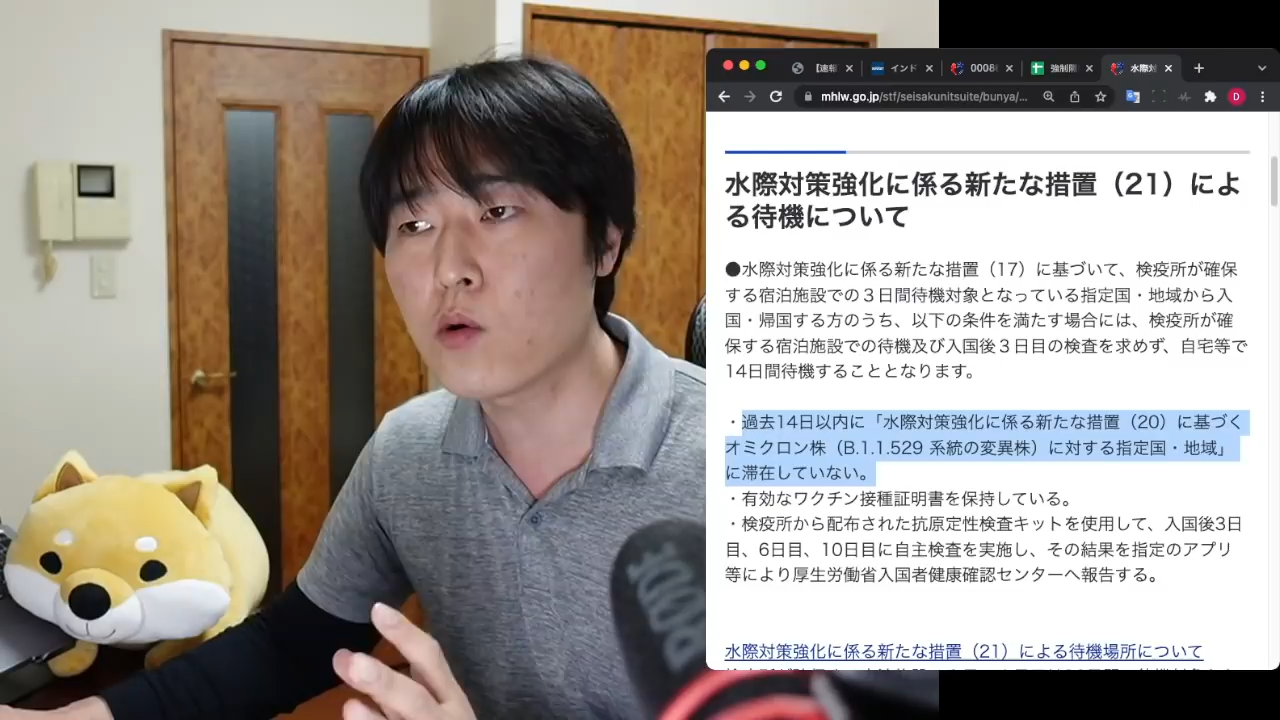 【速報
インド
0008
強制隔
水際対
mhlw.go.jp/stf/seisakunitsuite/bunya/...
D
水際対策強化に係る新たな措置（21）によ
る待機について
●水際対策強化に係る新たな措置（17）に基づいて、検疫所が確保
する宿泊施設での３日間待機対象となっている指定国・地域から入
国・帰国する方のうち、以下の条件を満たす場合には、検疫所が確
保する宿泊施設での待機及び入国後３日目の検査を求めず、自宅等で
14日間待機することとなります。
・過去14日以内に「水際対策強化に係る新たな措置（20）に基づく
オミクロン株（B.1.1.529 系統の変異株）に対する指定国・地域」
に滞在していない。
・有効なワクチン接種証明書を保持している。
・検疫所から配布された抗原定性検査キットを使用して、入国後3日
目、6日目、10日目に自主検査を実施し、その結果を指定のアプリ
等により厚生労働省入国者健康確認センターへ報告する。
水際対策強化に係る新たな措置（21）による待機場所について
RØDE